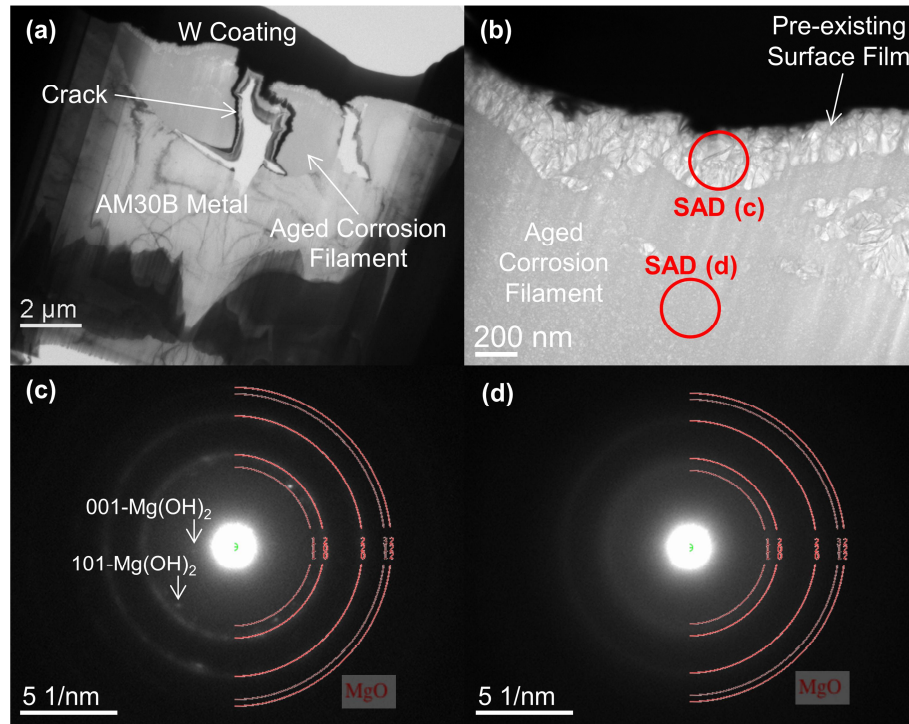 (a)
W Coating
Crack
AM30B Metal
Aged Corrosion
Filament
2 µm
(b)
Pre-existing
Surface Film
SAD (c)
Aged
Corrosion
Filament
SAD (d)
200 nm
(c)
001-Mg(OH)2
101-Mg(OH)2
5 1/nm
MgO
(d)
5 1/nm
MgO